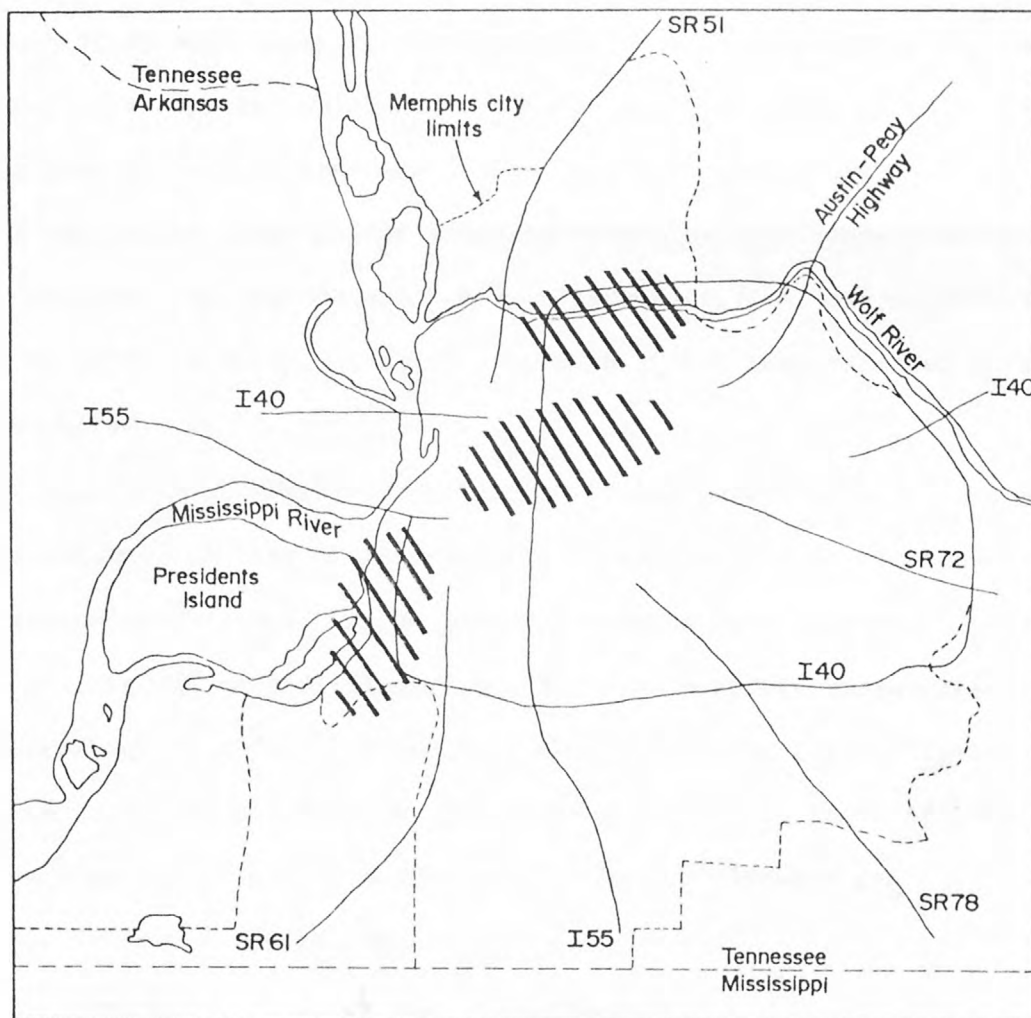 SR51
Tennessee
Arkansas
Memphis city
limits
Austin-Peay
Highway
Wolf River
I40
I40
I55
Mississippi River
Presidents
Island
SR72
I40
SR78
SR61
I55
Tennessee
Mississippi